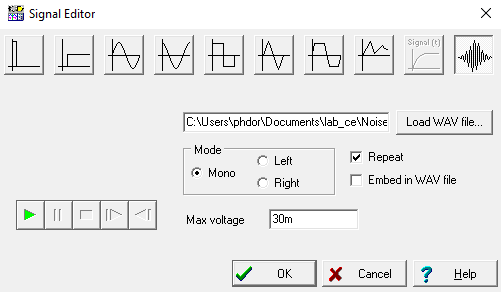 Signal Editor
Signal (t)
C:\Users\phdor\Documents\lab_ce\Noise
Load WAV file...
Mode
Left
Mono
Right
Repeat
Embed in WAV file
Max voltage
30m
OK
Cancel
Help